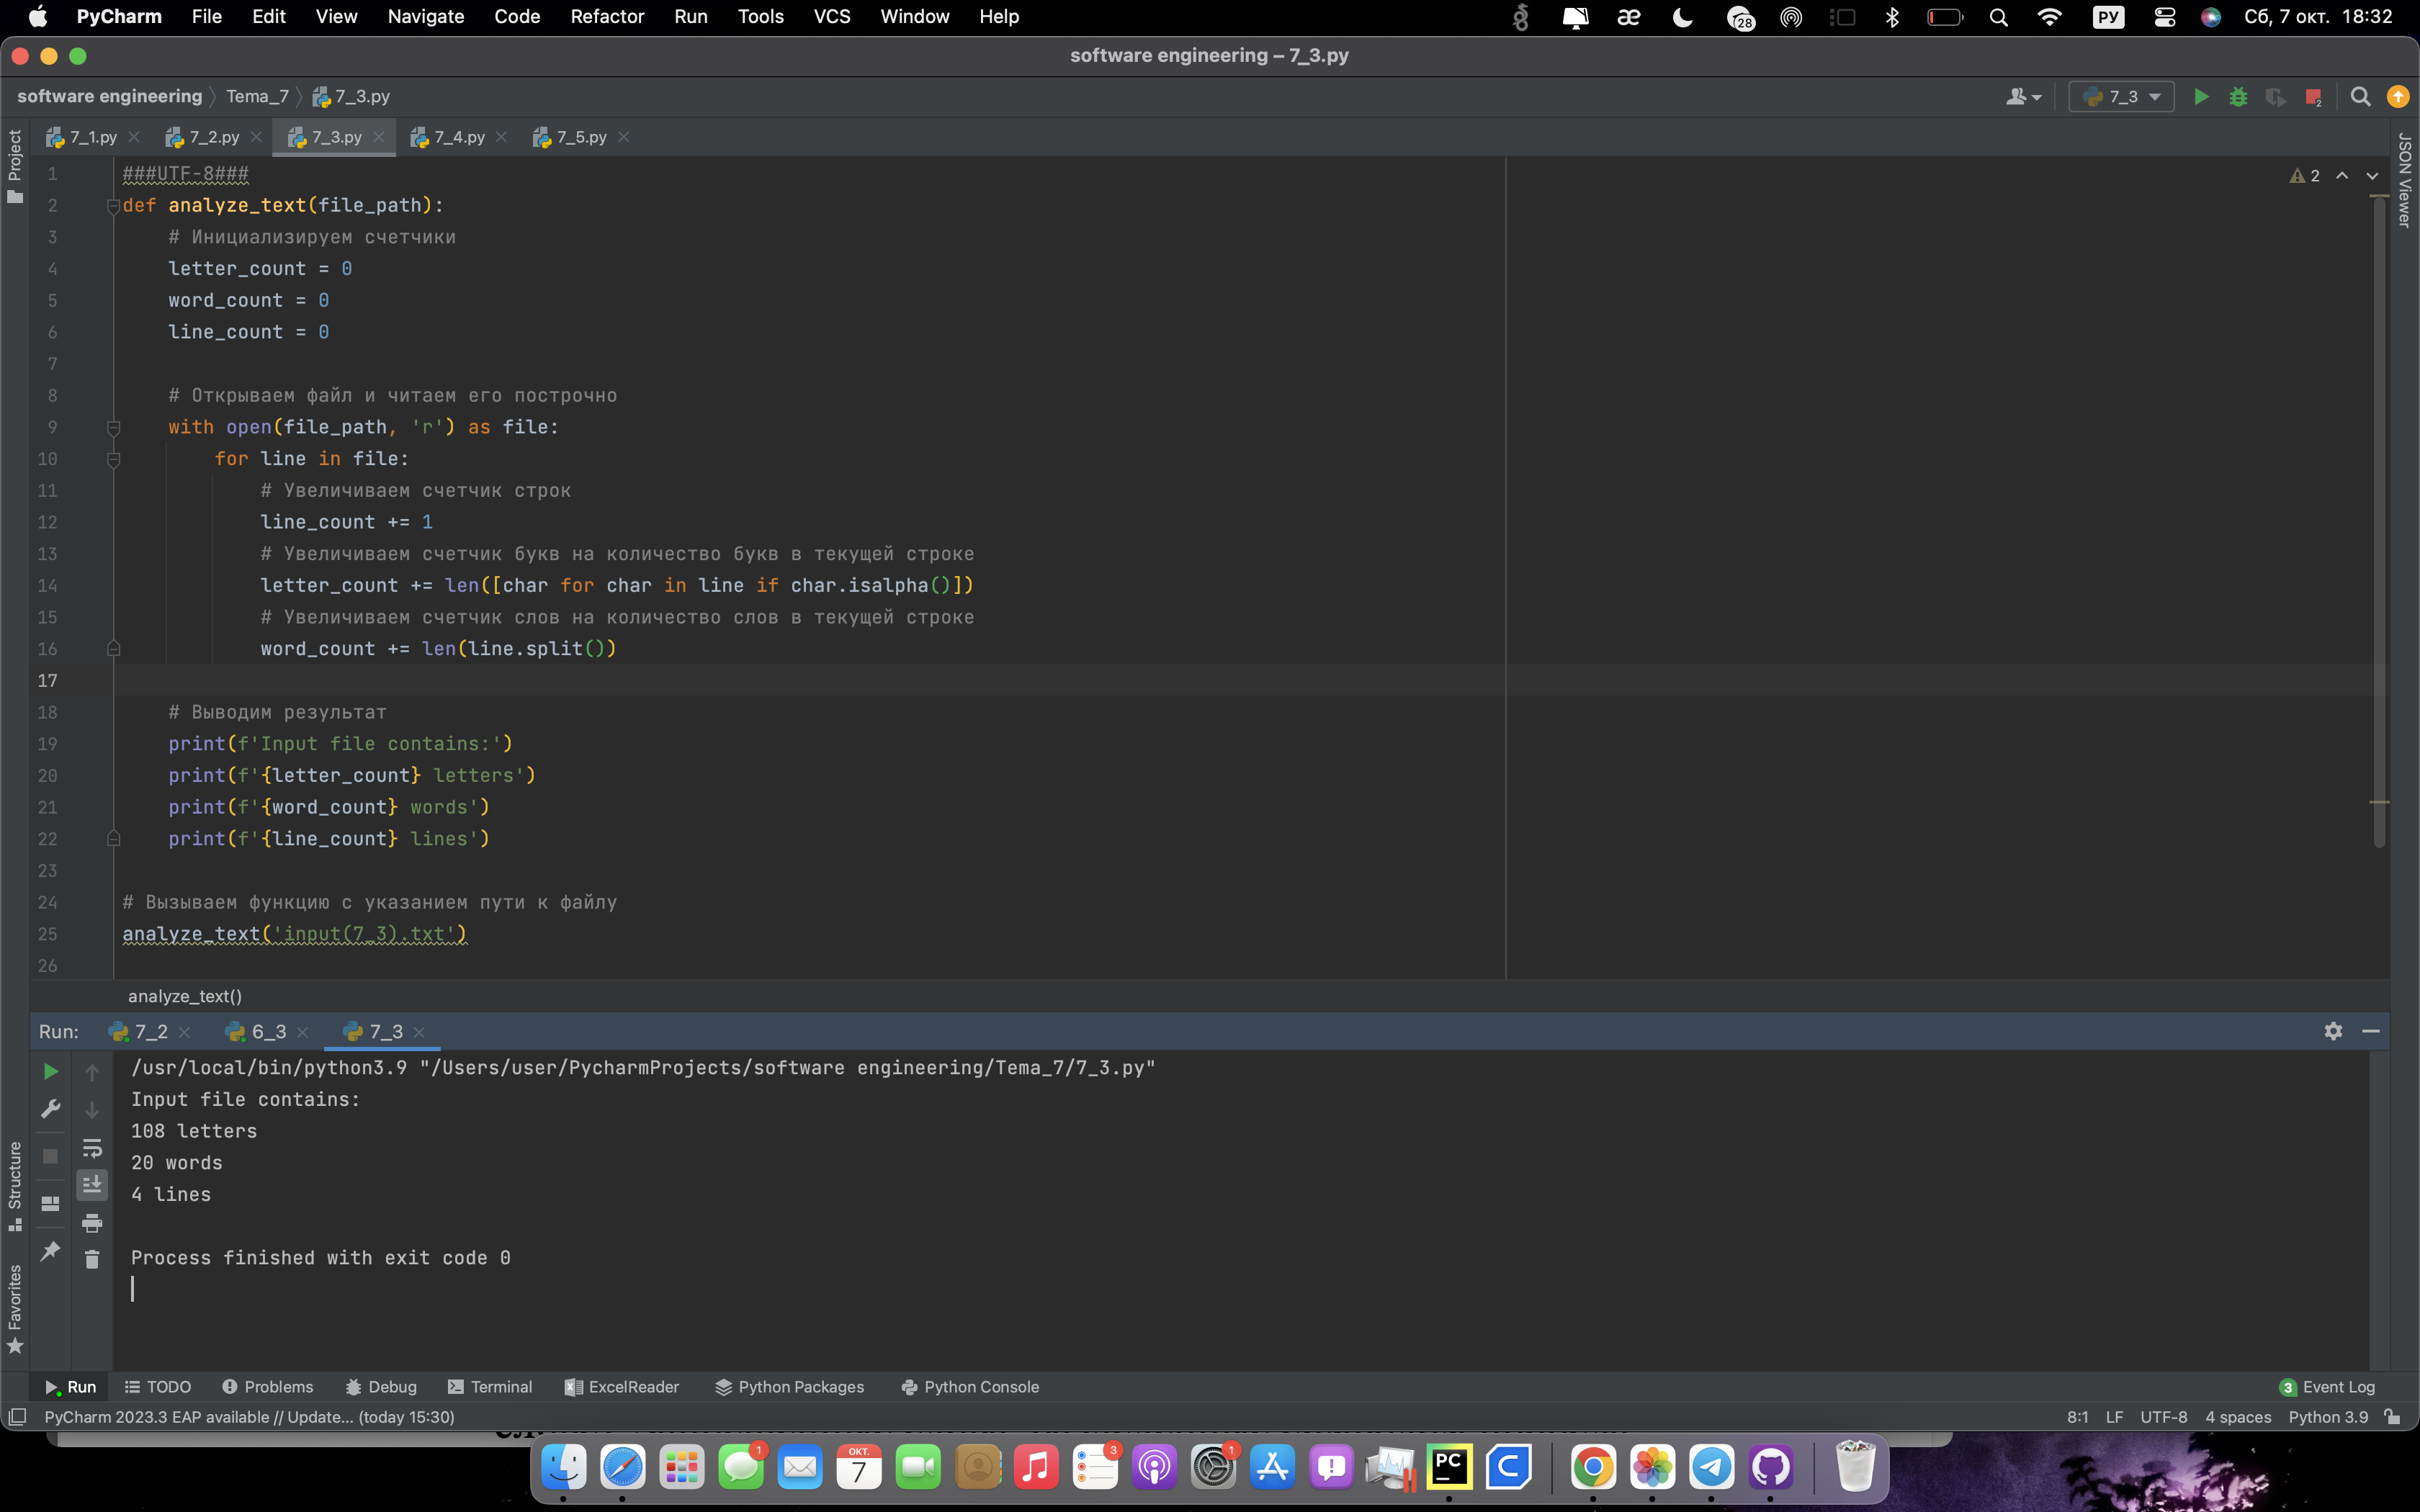 PyCharm File Edit View Navigate Code Refactor Run Tools VCS Window Help 28 РУ Сб, 7 окт. 18:32
software engineering – 7_3.py
software engineering Tema_7 7_3.py 7_3
7_1.py 7_2.py 7_3.py 7_4.py 7_5.py
Project
JSON Viewer
2
1 ###UTF-8###
2 def analyze_text(file_path):
3 # Инициализируем счетчики
4 letter_count = 0
5 word_count = 0
6 line_count = 0
7
8 # Открываем файл и читаем его построчно
9 with open(file_path, 'r') as file:
10 for line in file:
11 # Увеличиваем счетчик строк
12 line_count += 1
13 # Увеличиваем счетчик букв на количество букв в текущей строке
14 letter_count += len([char for char in line if char.isalpha()])
15 # Увеличиваем счетчик слов на количество слов в текущей строке
16 word_count += len(line.split())
17
18 # Выводим результат
19 print(f'Input file contains:')
20 print(f'{letter_count} letters')
21 print(f'{word_count} words')
22 print(f'{line_count} lines')
23
24 # Вызываем функцию с указанием пути к файлу
25 analyze_text('input(7_3).txt')
26
analyze_text()
Run: 7_2 6_3 7_3
/usr/local/bin/python3.9 "/Users/user/PycharmProjects/software engineering/Tema_7/7_3.py"
Input file contains:
108 letters
20 words
4 lines
Process finished with exit code 0
Structure
Favorites
Run TODO Problems Debug Terminal ExcelReader Python Packages Python Console 3 Event Log
PyCharm 2023.3 EAP available // Update... (today 15:30) 8:1 LF UTF-8 4 spaces Python 3.9
1 ОКТ. 7 3 1 PC